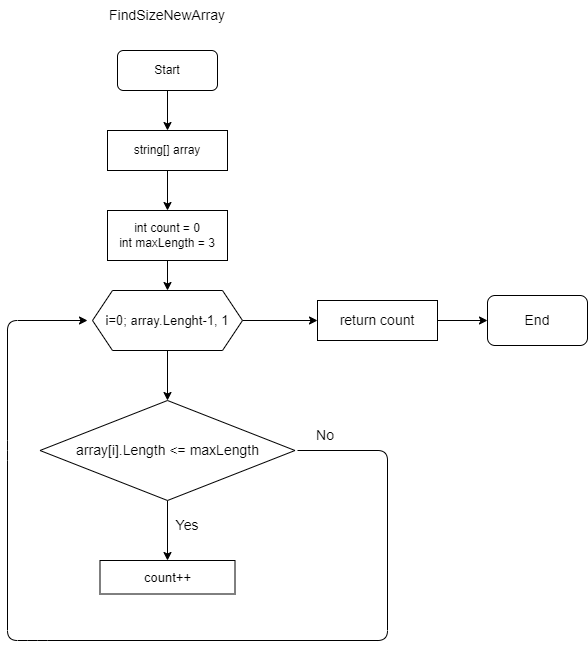 FindSizeNewArray
Start
string[] array
int count = 0
int maxLength = 3
i=0; array.Lenght-1, 1
return count
End
array[i].Length <= maxLength
No
Yes
count++